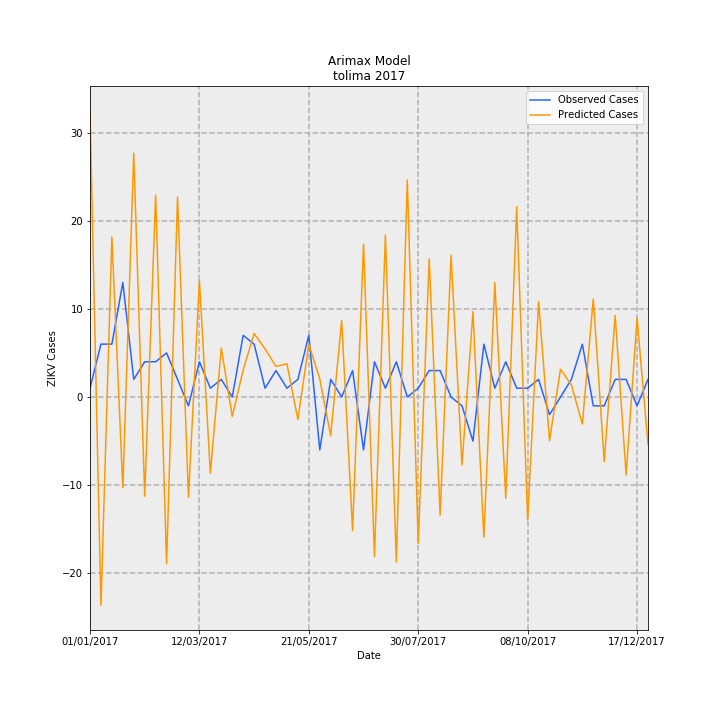 Arimax Model
tolima 2017
Observed Cases
Predicted Cases
ZIKV Cases
30
20
10
0
−10
−20
01/01/2017
12/03/2017
21/05/2017
30/07/2017
08/10/2017
17/12/2017
Date